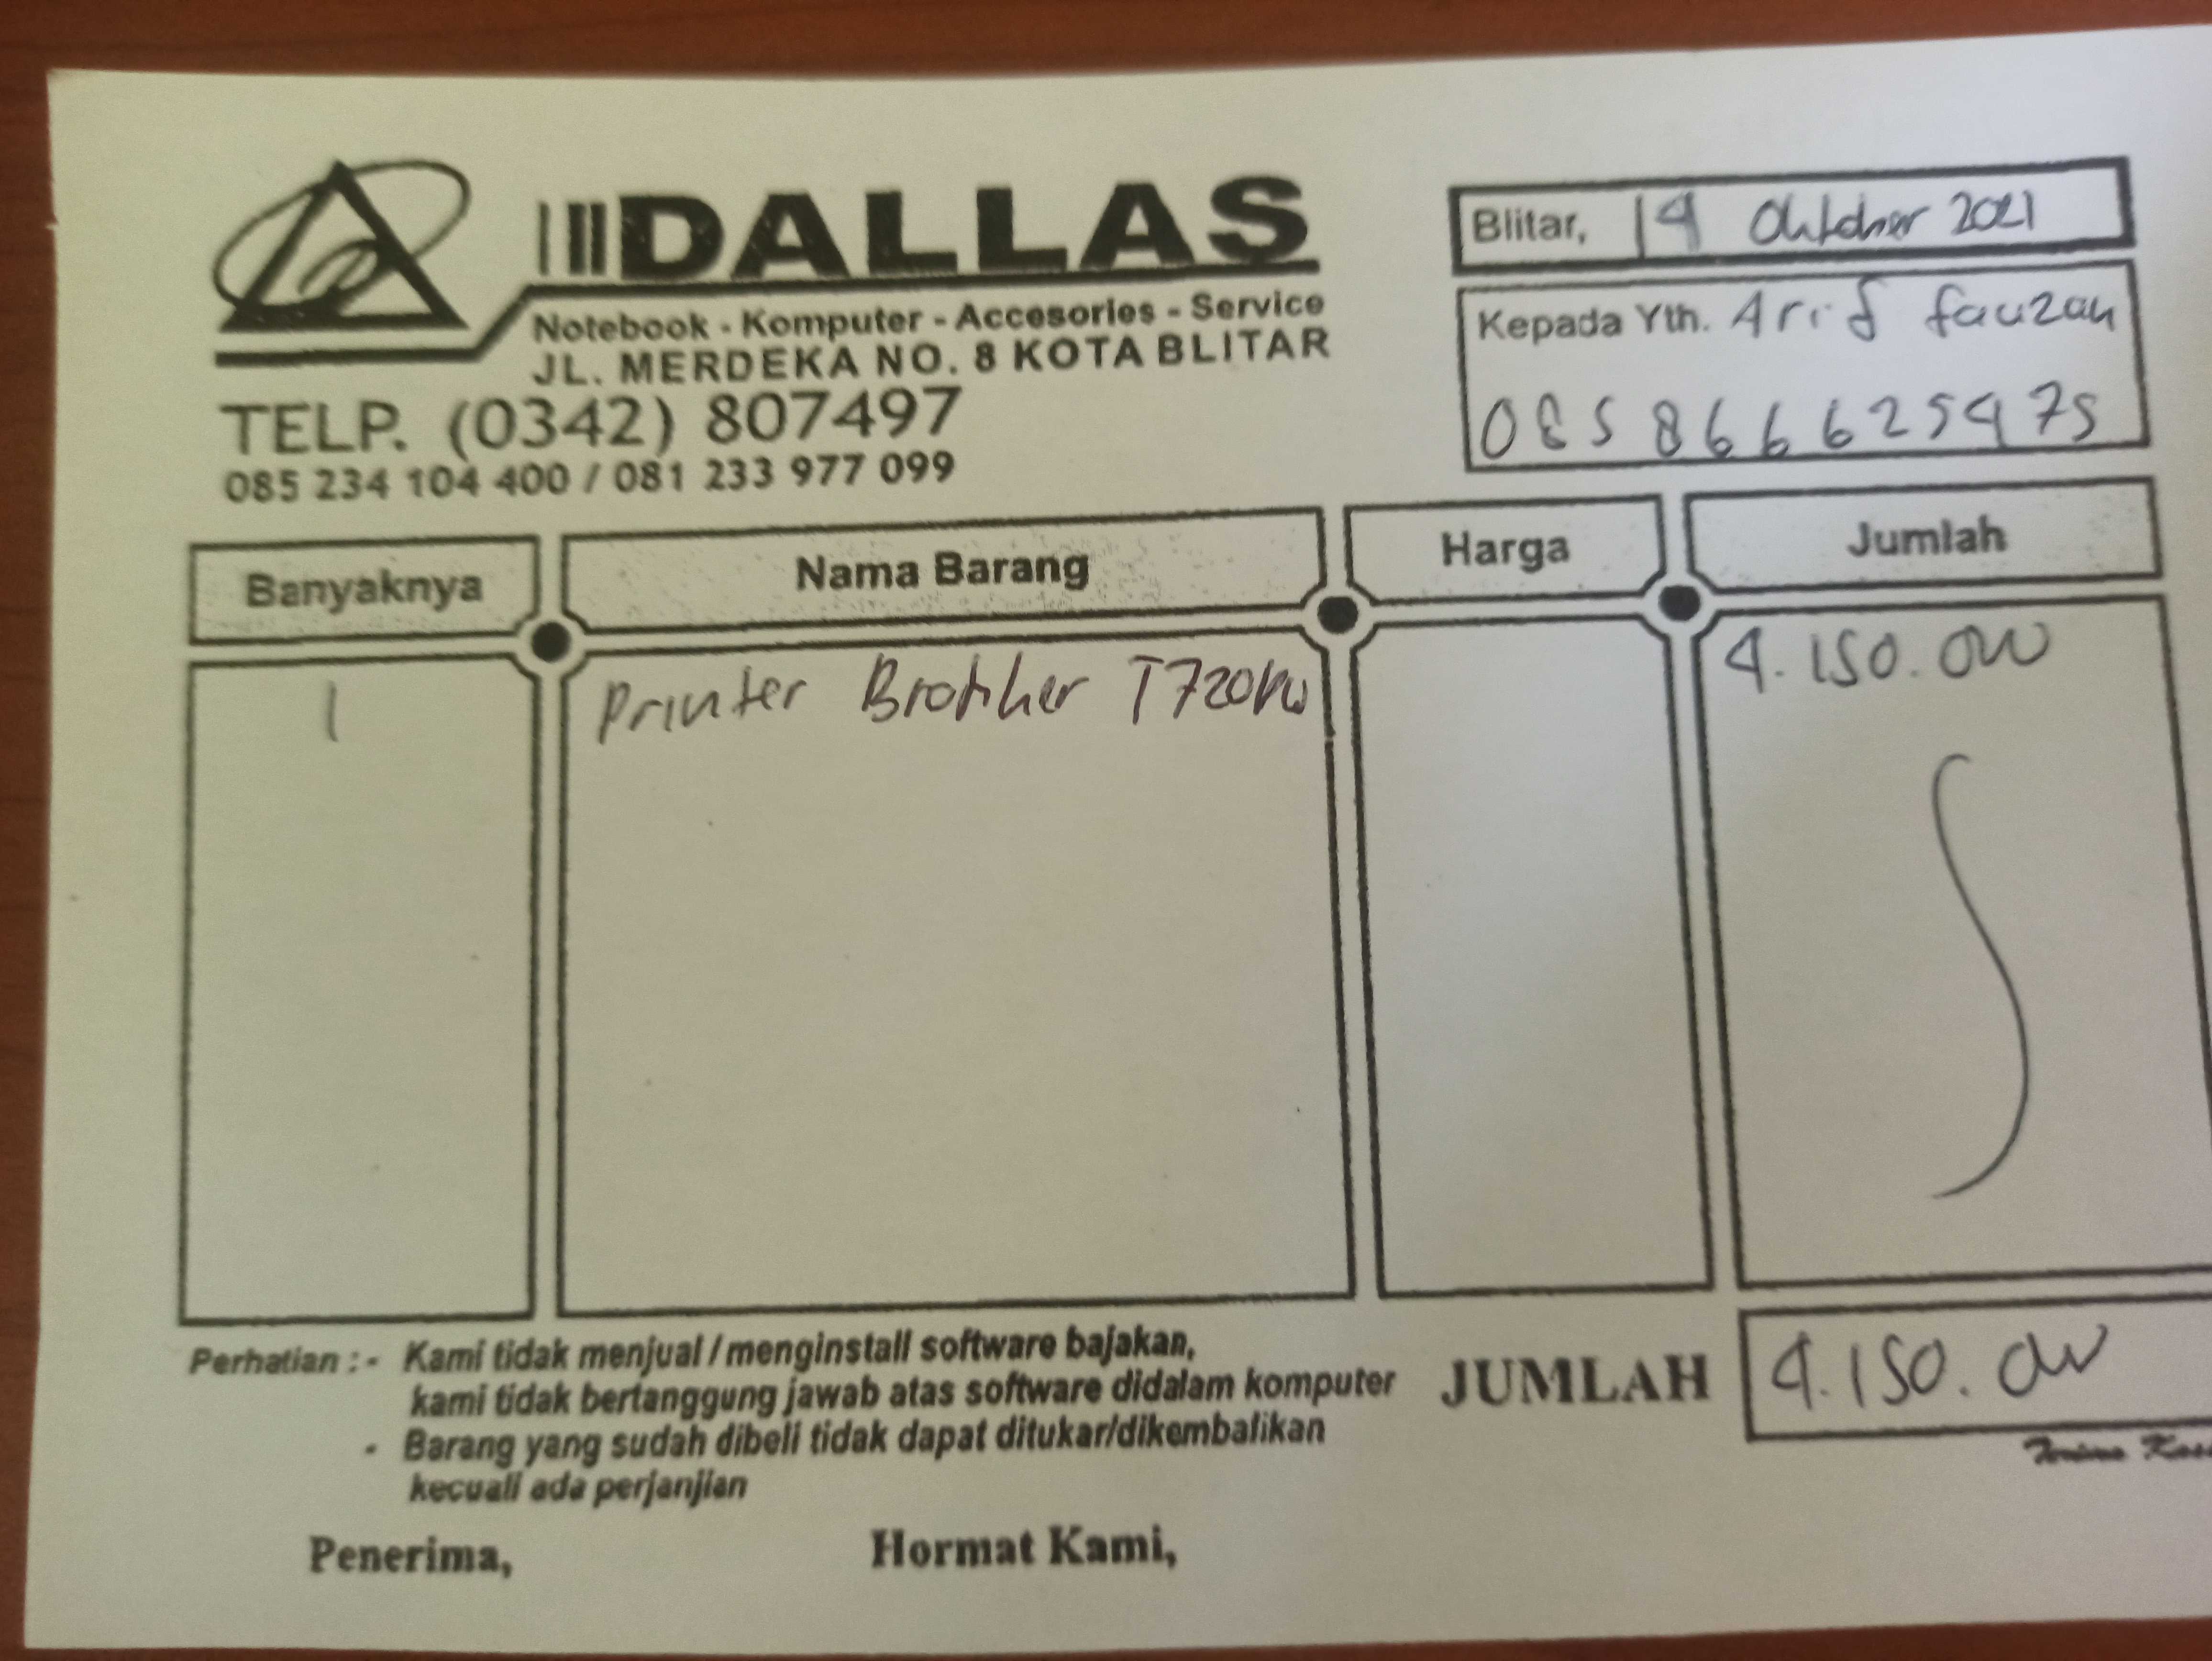 DALLAS
Notebook - Komputer - Accesories - Service
JL. MERDEKA NO. 8 KOTA BLITAR
TELP. (0342) 807497
085 234 104 400 / 081 233 977 099
Blitar, 14 Oktober 2021
Kepada Yth. Arif fauzan
085866625475
Banyaknya Nama Barang Harga Jumlah
1 Printer Brother T720DW 4.150.000
Perhatian : - Kami tidak menjual / menginstall software bajakan,
kami tidak bertanggung jawab atas software didalam komputer
- Barang yang sudah dibeli tidak dapat ditukar/dikembalikan
kecuali ada perjanjian
JUMLAH 4.150.000
Penerima, Hormat Kami,